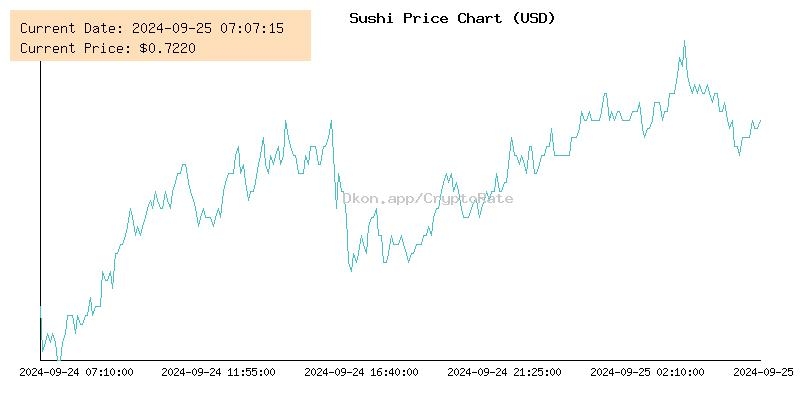 Sushi Price Chart (USD)
Current Date: 2024-09-25 07:07:15
Current Price: $0.7220
Dkon.app/CryptoRate
2024-09-24 07:10:00
2024-09-24 11:55:00
2024-09-24 16:40:00
2024-09-24 21:25:00
2024-09-25 02:10:00
2024-09-25